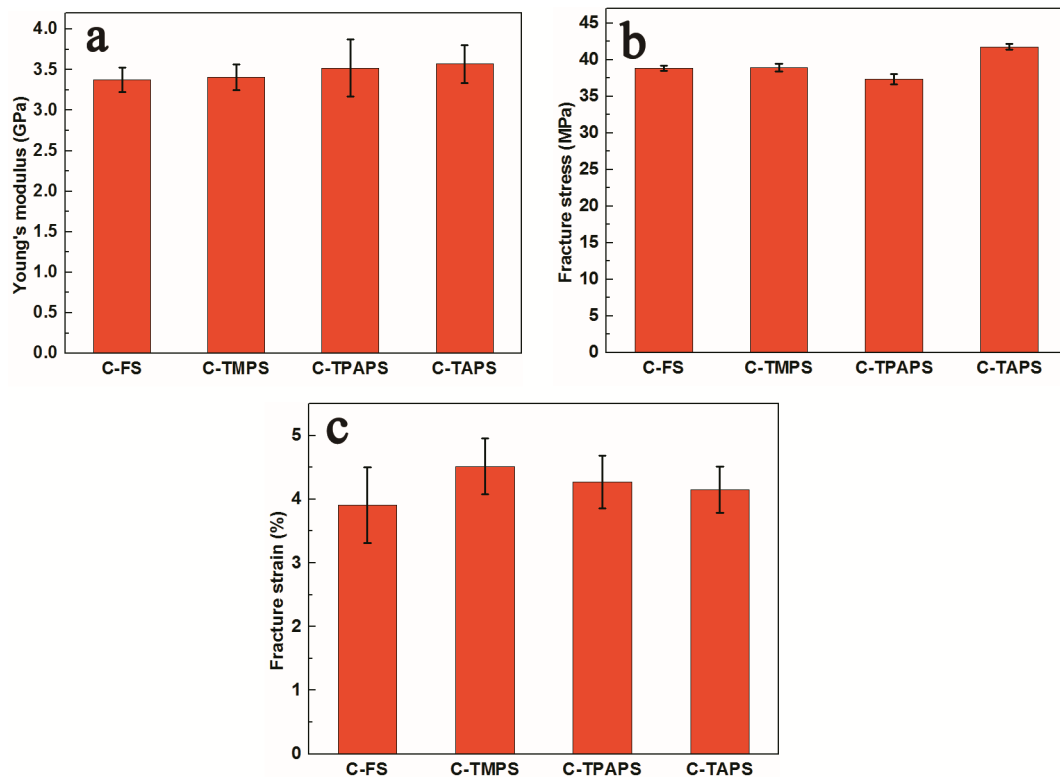 a
Young's modulus (GPa)
4.0
3.5
3.0
2.5
2.0
1.5
1.0
0.5
0.0
C-FS C-TMPS C-TPAPS C-TAPS
b
Fracture stress (MPa)
45
40
35
30
25
20
15
10
5
0
C-FS C-TMPS C-TPAPS C-TAPS
c
Fracture strain (%)
5
4
3
2
1
0
C-FS C-TMPS C-TPAPS C-TAPS